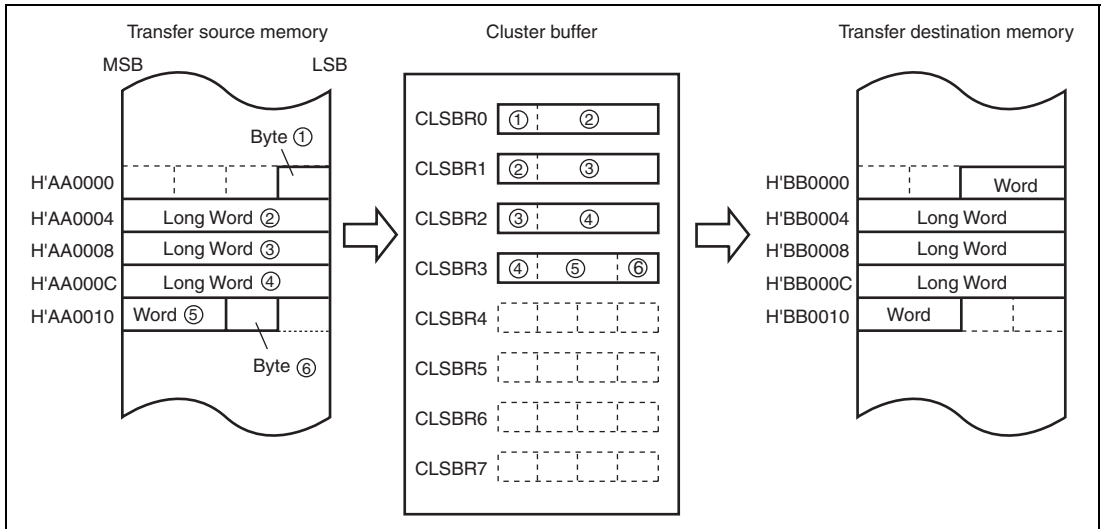 Transfer source memory
MSB LSB
Byte ①
H'AA0000
H'AA0004 Long Word ②
H'AA0008 Long Word ③
H'AA000C Long Word ④
H'AA0010 Word ⑤
Byte ⑥
Cluster buffer
CLSBR0 ① ②
CLSBR1 ② ③
CLSBR2 ③ ④
CLSBR3 ④ ⑤ ⑥
CLSBR4
CLSBR5
CLSBR6
CLSBR7
Transfer destination memory
H'BB0000 Word
H'BB0004 Long Word
H'BB0008 Long Word
H'BB000C Long Word
H'BB0010 Word